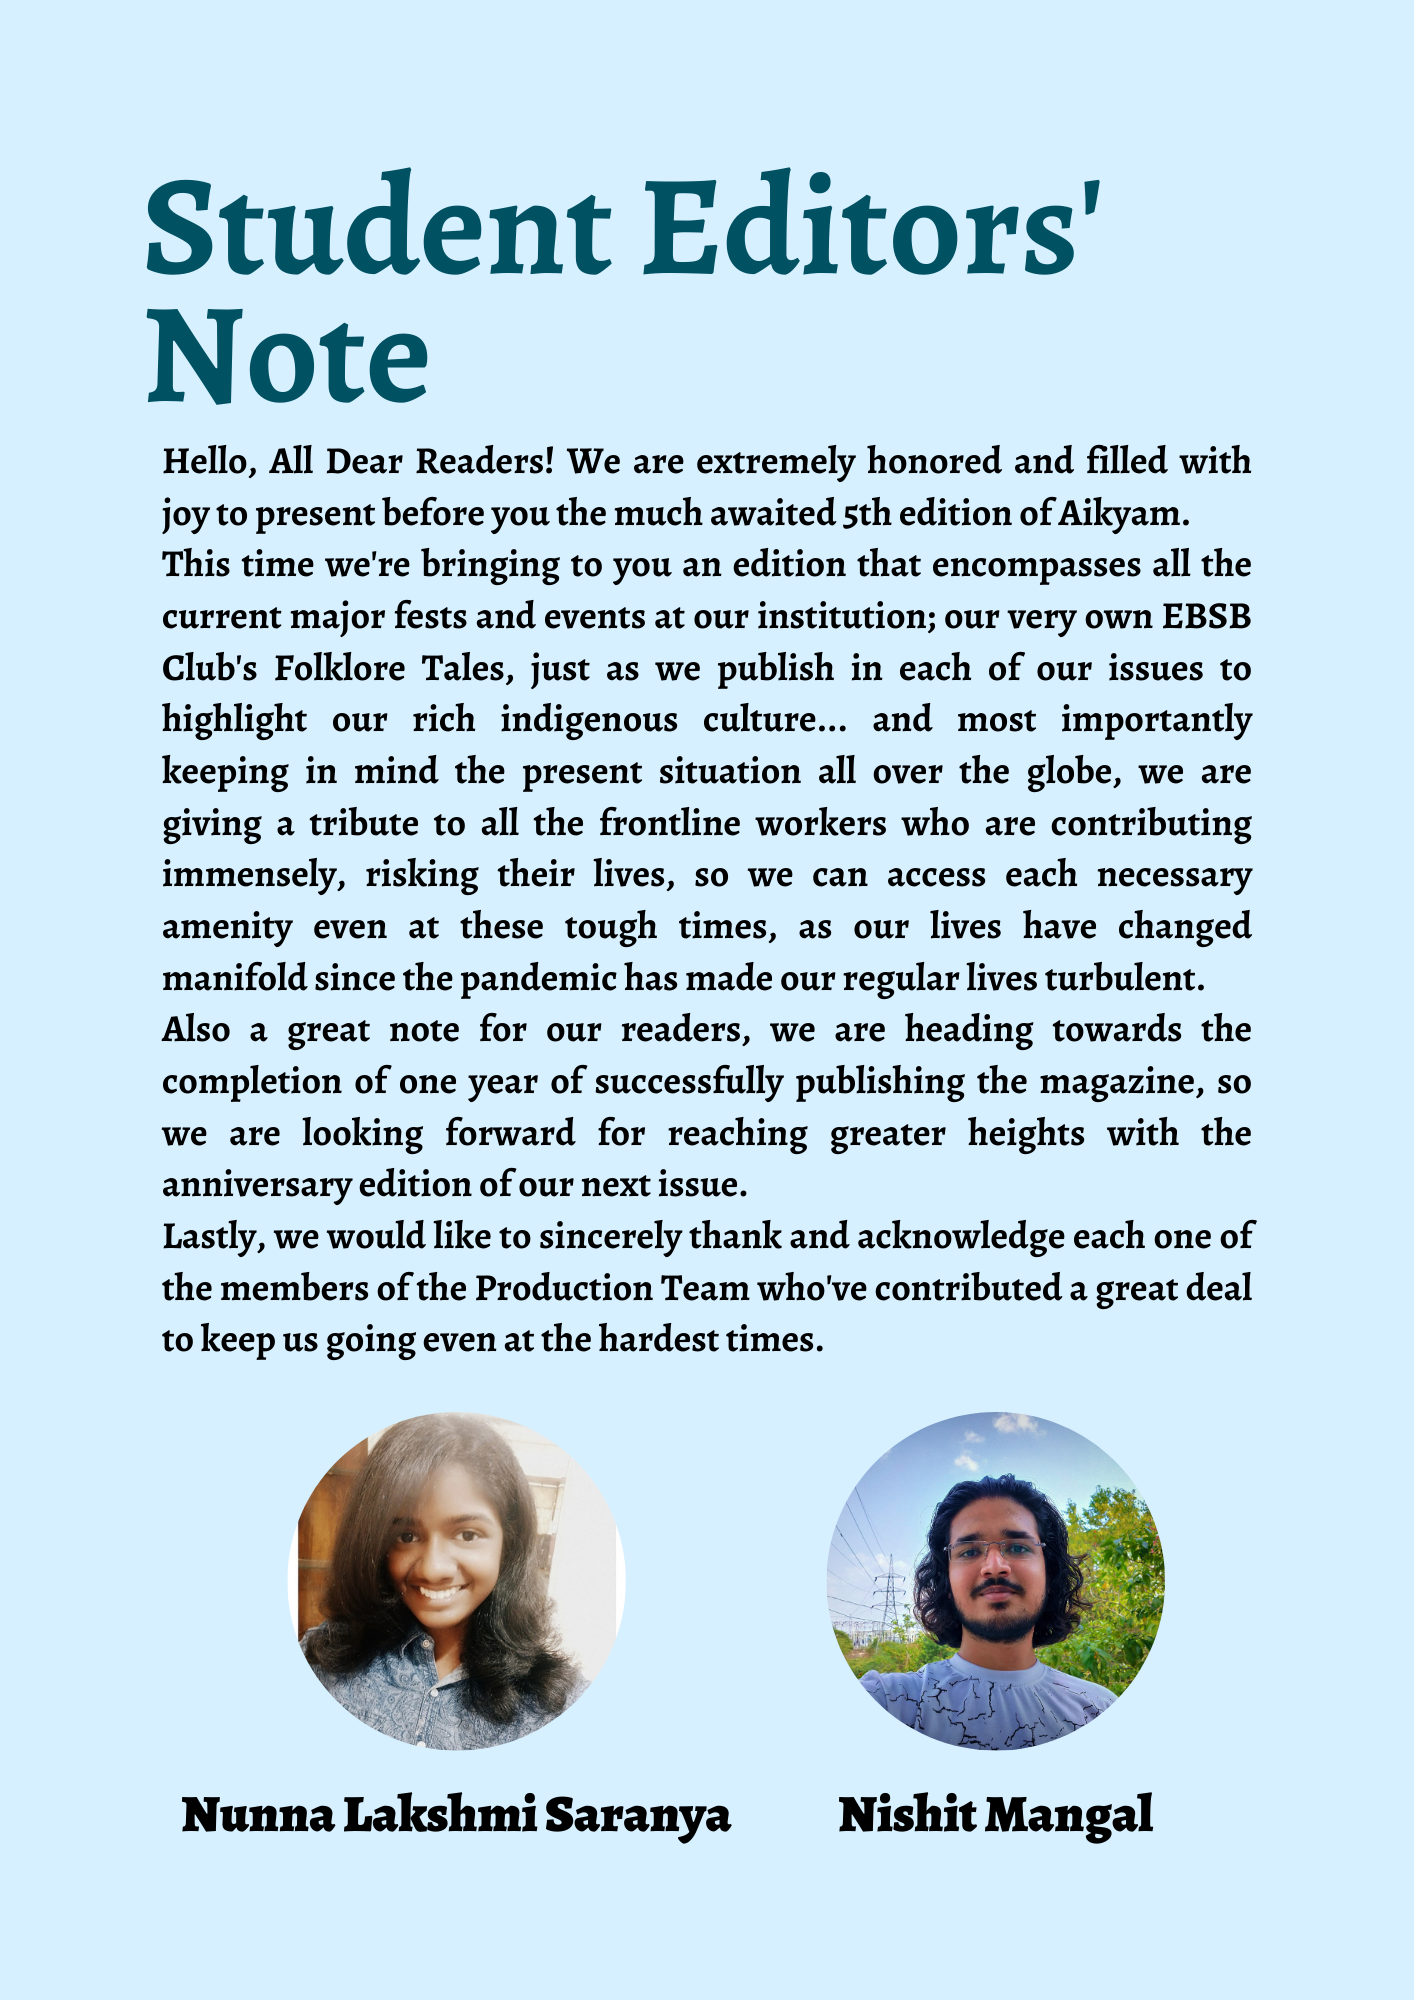 Student Editors'
Note
Hello, All Dear Readers! We are extremely honored and filled with
joy to present before you the much awaited 5th edition of Aikyam.
This time we're bringing to you an edition that encompasses all the
current major fests and events at our institution; our very own EBSB
Club's Folklore Tales, just as we publish in each of our issues to
highlight our rich indigenous culture... and most importantly
keeping in mind the present situation all over the globe, we are
giving a tribute to all the frontline workers who are contributing
immensely, risking their lives, so we can access each necessary
amenity even at these tough times, as our lives have changed
manifold since the pandemic has made our regular lives turbulent.
Also a great note for our readers, we are heading towards the
completion of one year of successfully publishing the magazine, so
we are looking forward for reaching greater heights with the
anniversary edition of our next issue.
Lastly, we would like to sincerely thank and acknowledge each one of
the members of the Production Team who've contributed a great deal
to keep us going even at the hardest times.
Nunna Lakshmi Saranya
Nishit Mangal